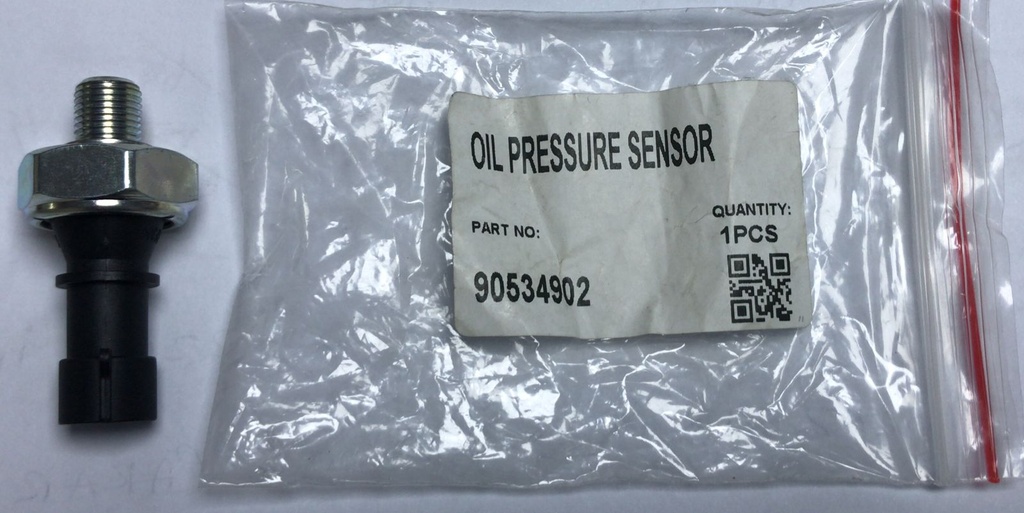 OIL PRESSURE SENSOR
PART NO:
90534902
QUANTITY:
1PCS